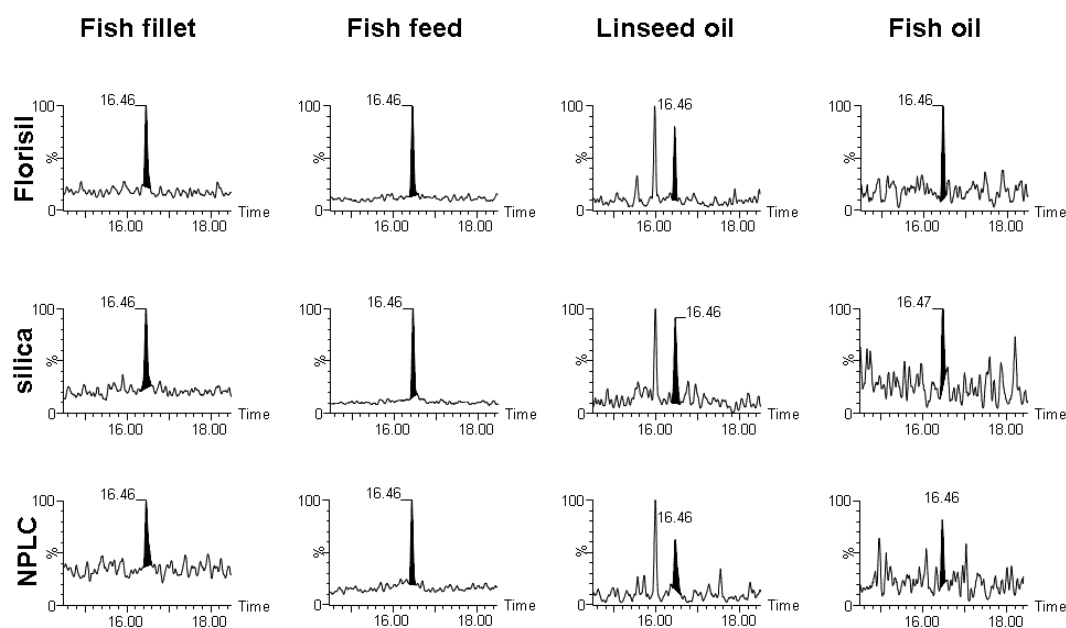 Fish fillet Fish feed Linseed oil Fish oil
Florisil
100 % 0 16.46 16.00 18.00 Time
100 % 0 16.46 16.00 18.00 Time
100 % 0 16.46 16.00 18.00 Time
100 % 0 16.46 16.00 18.00 Time
silica
100 % 0 16.46 16.00 18.00 Time
100 % 0 16.46 16.00 18.00 Time
100 % 0 16.46 16.00 18.00 Time
100 % 0 16.47 16.00 18.00 Time
NPLC
100 % 0 16.46 16.00 18.00 Time
100 % 0 16.46 16.00 18.00 Time
100 % 0 16.46 16.00 18.00 Time
100 % 0 16.46 16.00 18.00 Time